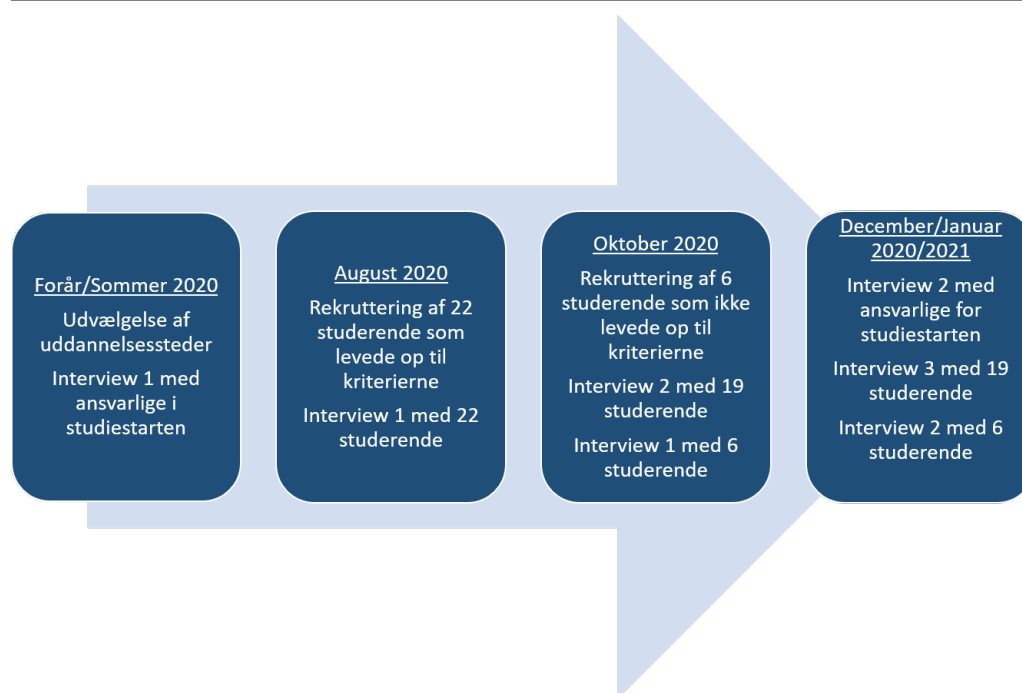 Forår/Sommer 2020
Udvælgelse af
uddannelsessteder
Interview 1 med
ansvarlige i
studiestarten
August 2020
Rekruttering af 22
studerende som
levede op til
kriterierne
Interview 1 med 22
studerende
Oktober 2020
Rekruttering af 6
studerende som ikke
levede op til
kriterierne
Interview 2 med 19
studerende
Interview 1 med 6
studerende
December/Januar
2020/2021
Interview 2 med
ansvarlige for
studiestarten
Interview 3 med 19
studerende
Interview 2 med 6
studerende